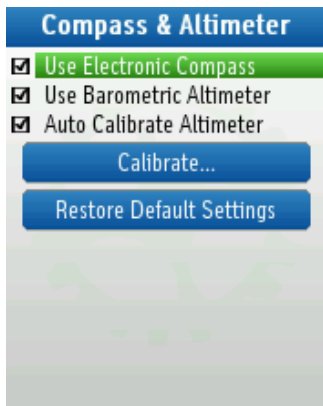 Compass & Altimeter
Use Electronic Compass
Use Barometric Altimeter
Auto Calibrate Altimeter
Calibrate...
Restore Default Settings